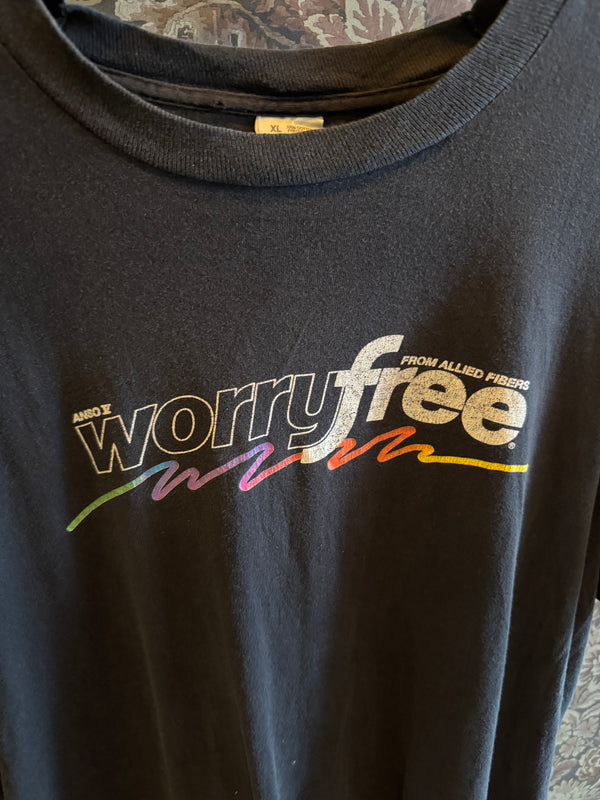 XL
ANSO V
FROM ALLIED FIBERS
worryfree®